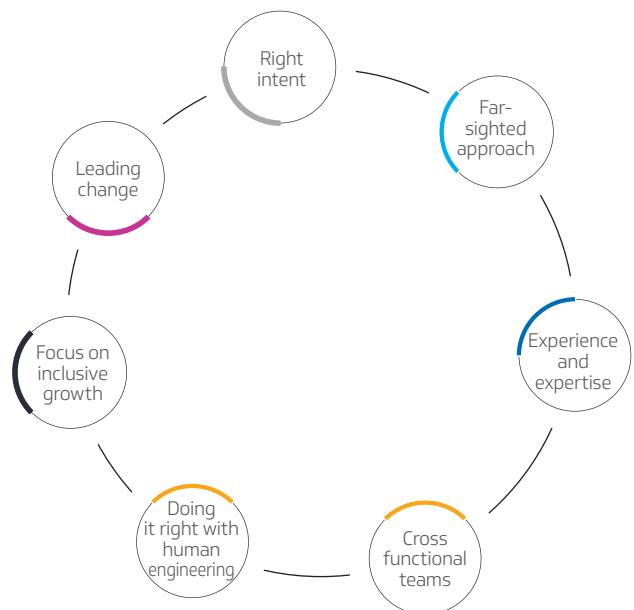 Right
intent
Far-
sighted
approach
Experience
and
expertise
Cross
functional
teams
Doing
it right with
human
engineering
Focus on
inclusive
growth
Leading
change